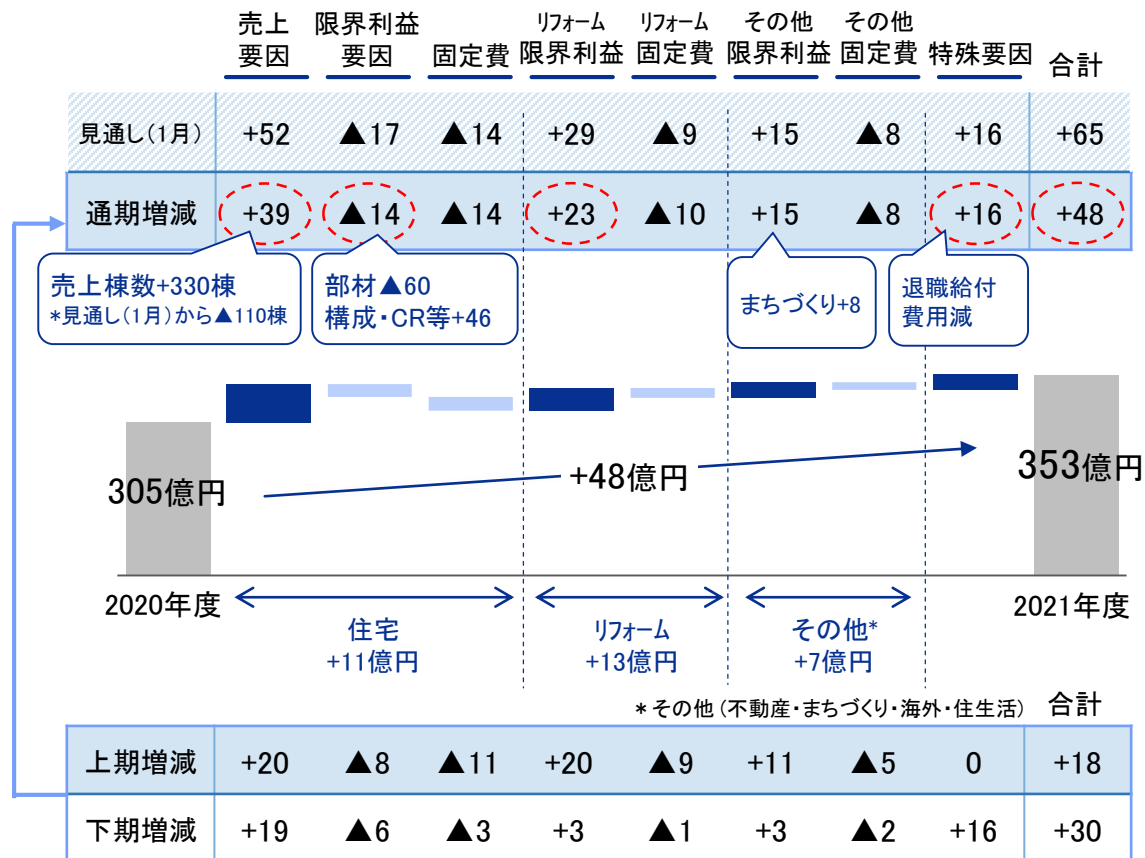 売上 限界利益 リフォーム リフォーム その他 その他
要因 要因 固定費 限界利益 固定費 限界利益 固定費 特殊要因 合計
見通し(1月) +52 ▲17 ▲14 +29 ▲9 +15 ▲8 +16 +65
通期増減 +39 ▲14 ▲14 +23 ▲10 +15 ▲8 +16 +48
売上棟数+330棟
*見通し(1月)から▲110棟
部材▲60
構成・CR等+46
まちづくり+8
退職給付
費用減
305億円
+48億円
353億円
2020年度
2021年度
住宅
+11億円
リフォーム
+13億円
その他*
+7億円
*その他(不動産・まちづくり・海外・住生活) 合計
上期増減 +20 ▲8 ▲11 +20 ▲9 +11 ▲5 0 +18
下期増減 +19 ▲6 ▲3 +3 ▲1 +3 ▲2 +16 +30